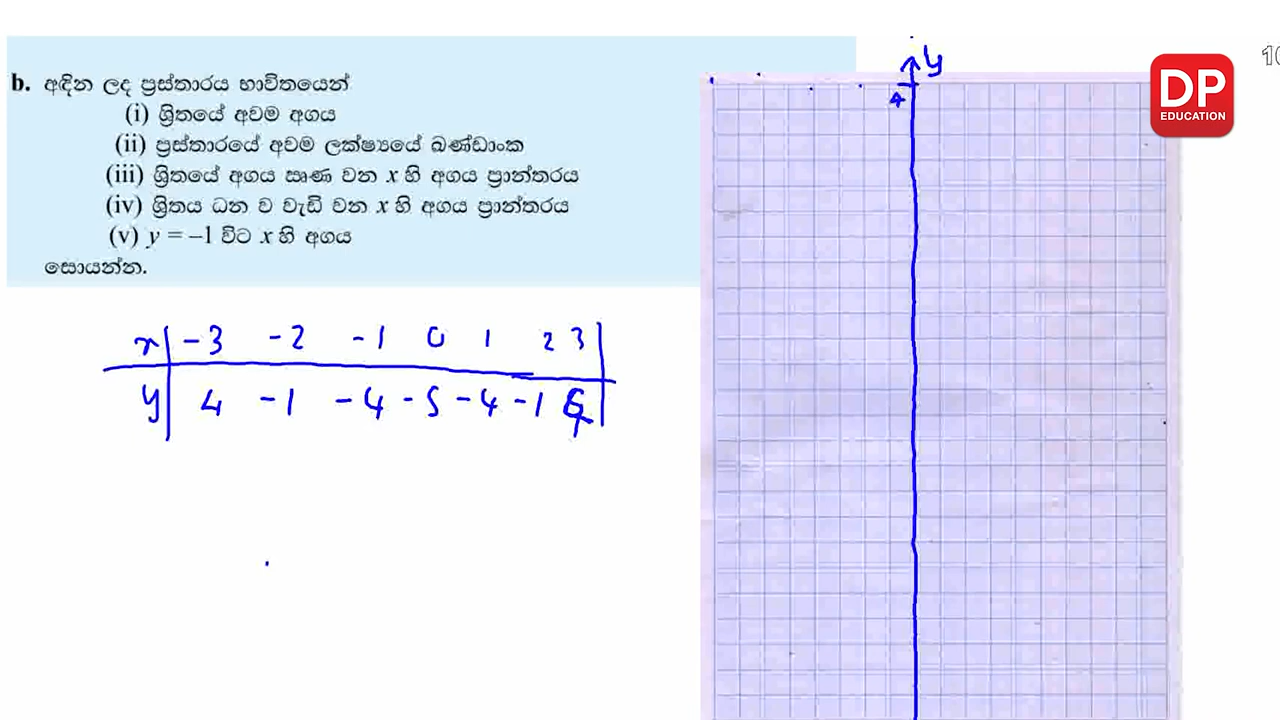 b. අඳින ලද ප්‍රස්තාරය භාවිතයෙන්
(i) ශ්‍රිතයේ අවම අගය
(ii) ප්‍රස්තාරයේ අවම ලක්ෂ්‍යයේ ඛණ්ඩාංක
(iii) ශ්‍රිතයේ අගය ඍණ වන x හි අගය ප්‍රාන්තරය
(iv) ශ්‍රිතය ධන ව වැඩි වන x හි අගය ප්‍රාන්තරය
(v) y = –1 විට x හි අගය
සොයන්න.
x -3 -2 -1 0 1 2 3
y 4 -1 -4 -5 -4 -1
y
4
DP
EDUCATION